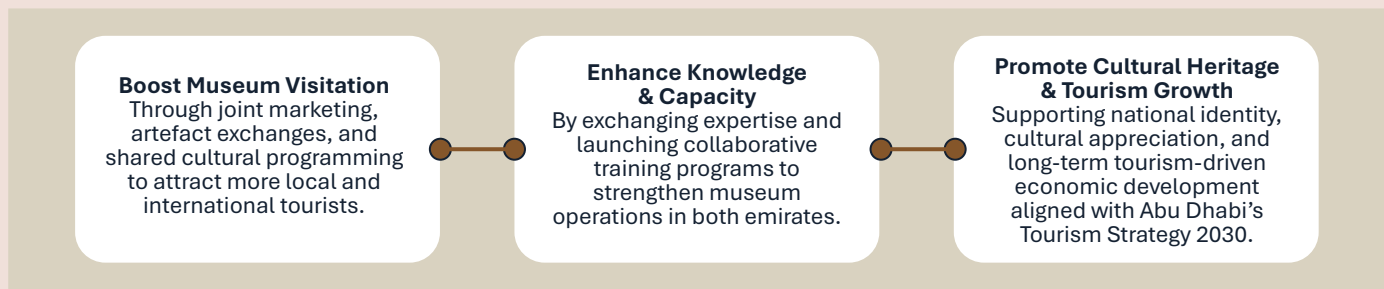 Boost Museum Visitation
Through joint marketing,
artefact exchanges, and
shared cultural programming
to attract more local and
international tourists.
Enhance Knowledge
& Capacity
By exchanging expertise and
launching collaborative
training programs to
strengthen museum
operations in both emirates.
Promote Cultural Heritage
& Tourism Growth
Supporting national identity,
cultural appreciation, and
long-term tourism-driven
economic development
aligned with Abu Dhabi’s
Tourism Strategy 2030.